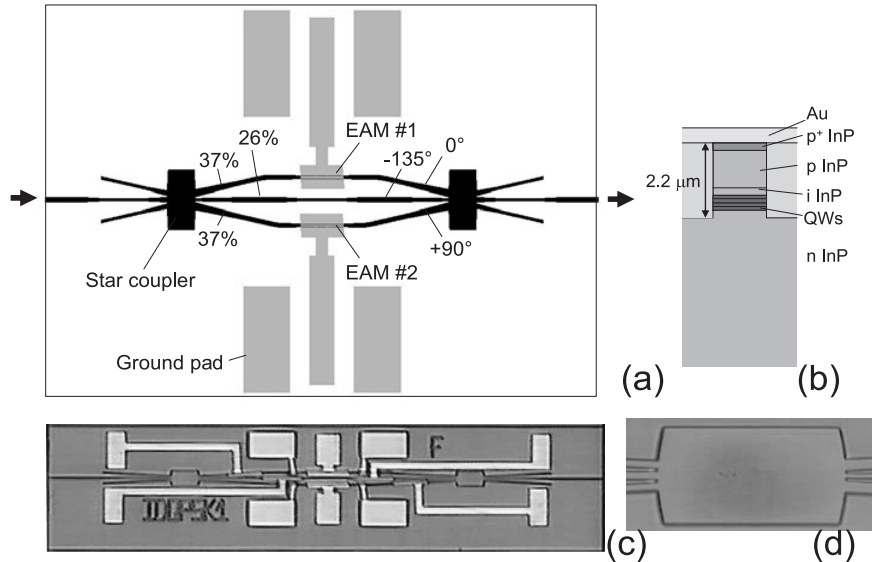 EAM #1
26%
37%
0°
-135°
37%
+90°
EAM #2
Star coupler
Ground pad
(a)
Au
p⁺ InP
p InP
2.2 μm
i InP
QWs
n InP
(b)
F
(c)
(d)